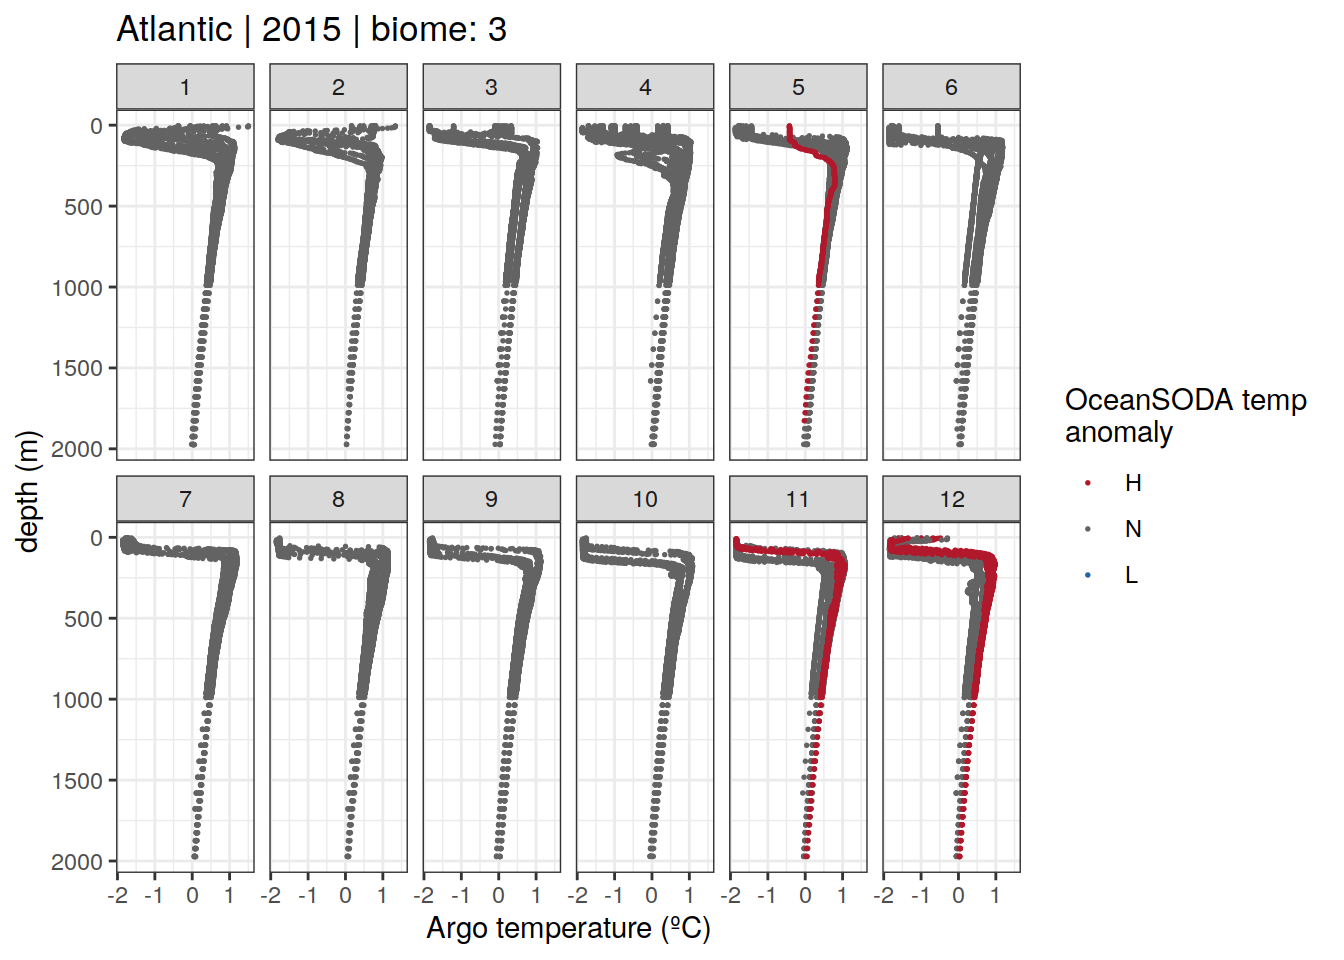 Atlantic | 2015 | biome: 3
1 2 3 4 5 6
0
500
1000
1500
2000
7 8 9 10 11 12
0
500
1000
1500
2000
-2 -1 0 1 -2 -1 0 1 -2 -1 0 1 -2 -1 0 1 -2 -1 0 1 -2 -1 0 1
Argo temperature (ºC)
depth (m)
OceanSODA temp
anomaly
H
N
L